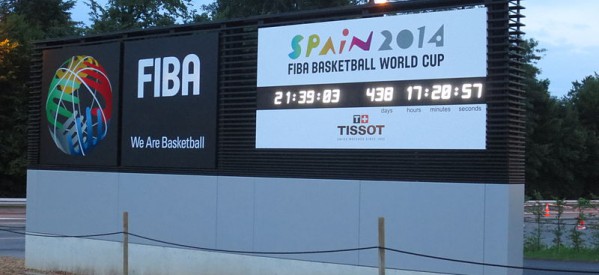 FIBA
We Are Basketball
SPAIN 2014
FIBA BASKETBALL WORLD CUP
21:39:03 438 17:20:57
days hours minutes seconds
T+
TISSOT